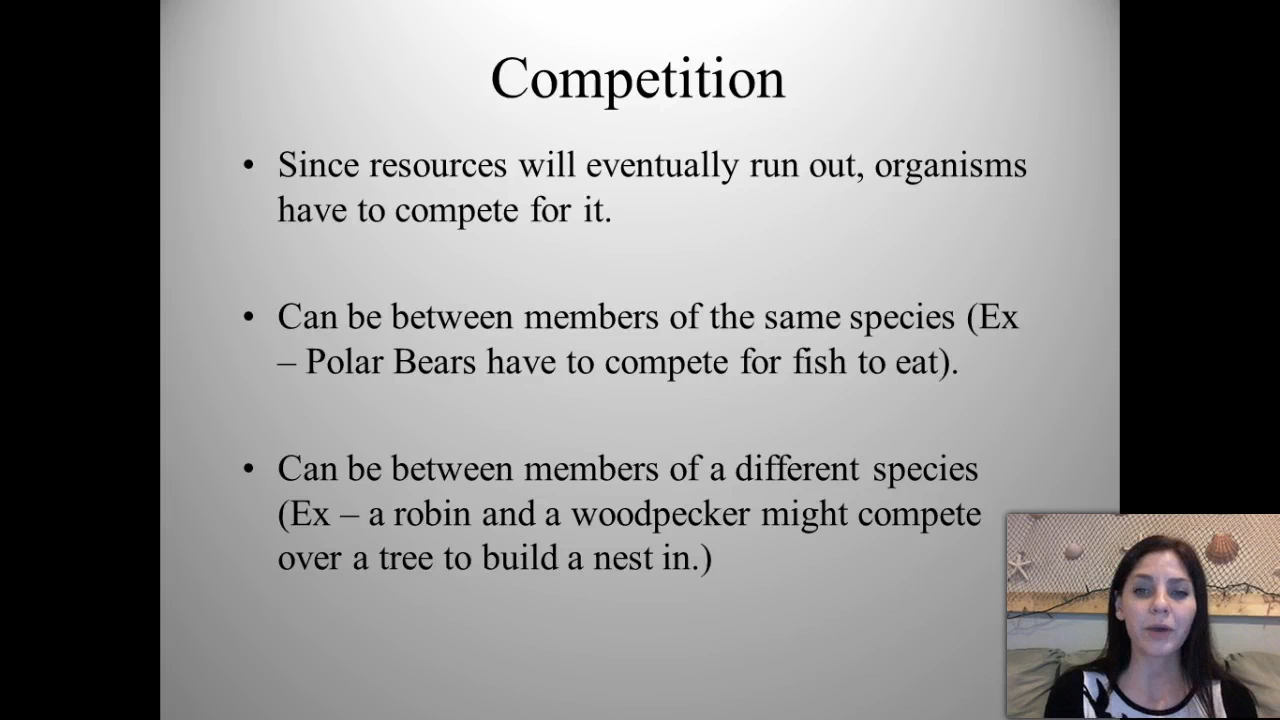 Competition
• Since resources will eventually run out, organisms
have to compete for it.
• Can be between members of the same species (Ex
– Polar Bears have to compete for fish to eat).
• Can be between members of a different species
(Ex – a robin and a woodpecker might compete
over a tree to build a nest in.)